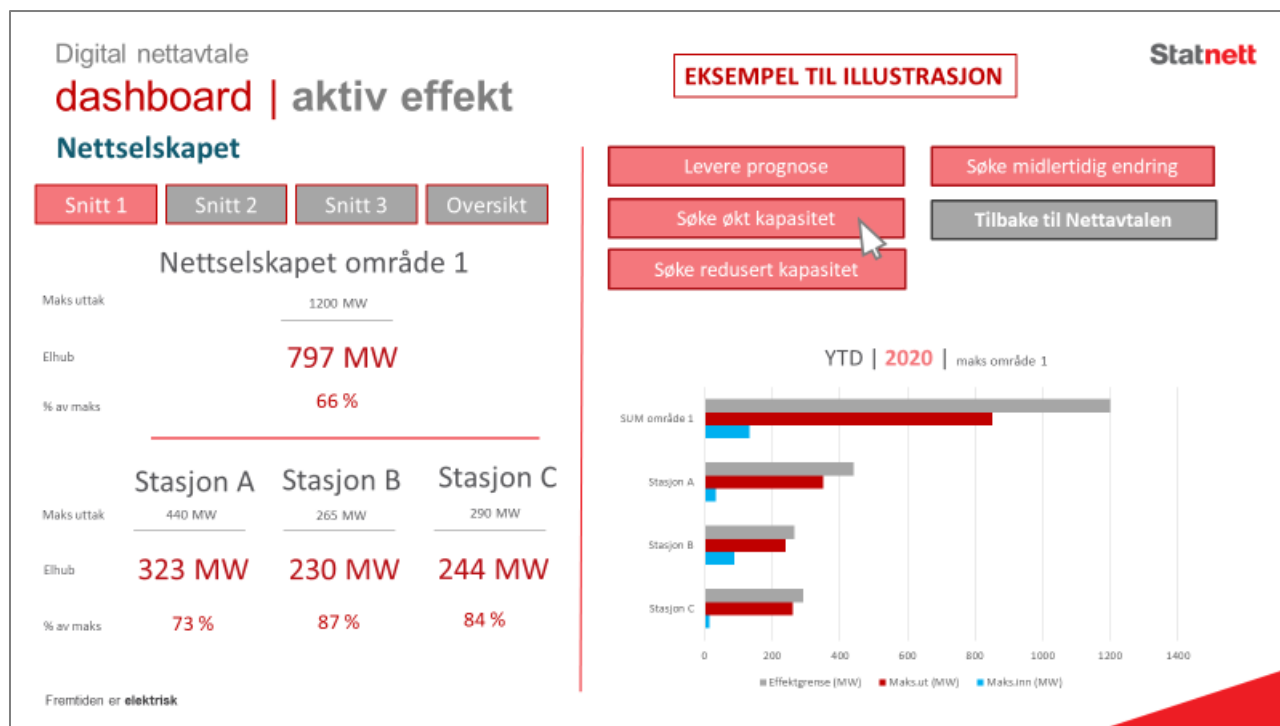 Digital nettavtale
dashboard | aktiv effekt
EKSEMPEL TIL ILLUSTRASJON
Statnett
Nettselskapet
Snitt 1
Snitt 2
Snitt 3
Oversikt
Levere prognose
Søke midlertidig endring
Søke økt kapasitet
Tilbake til Nettavtalen
Søke redusert kapasitet
Nettselskapet område 1
Maks uttak 1200 MW
Elhub 797 MW
% av maks 66 %
Stasjon A Stasjon B Stasjon C
Maks uttak 440 MW 265 MW 290 MW
Elhub 323 MW 230 MW 244 MW
% av maks 73 % 87 % 84 %
YTD | 2020 | maks område 1
SUM område 1
Stasjon A
Stasjon B
Stasjon C
0 200 400 600 800 1000 1200 1400
Effektgrense (MW) Maks.ut (MW) Maks.inn (MW)
Fremtiden er elektrisk